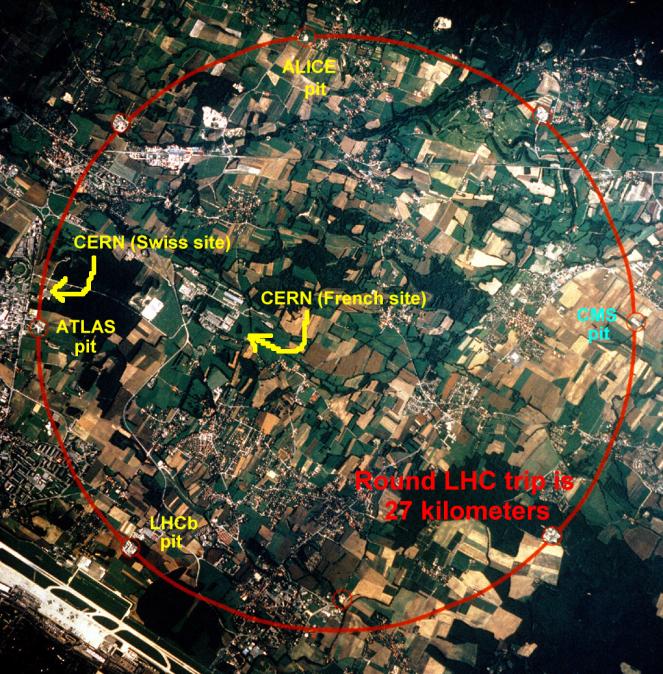 ALICE
pit
CERN (Swiss site)
CERN (French site)
ATLAS
pit
CMS
pit
Round LHC trip is
27 kilometers
LHCb
pit